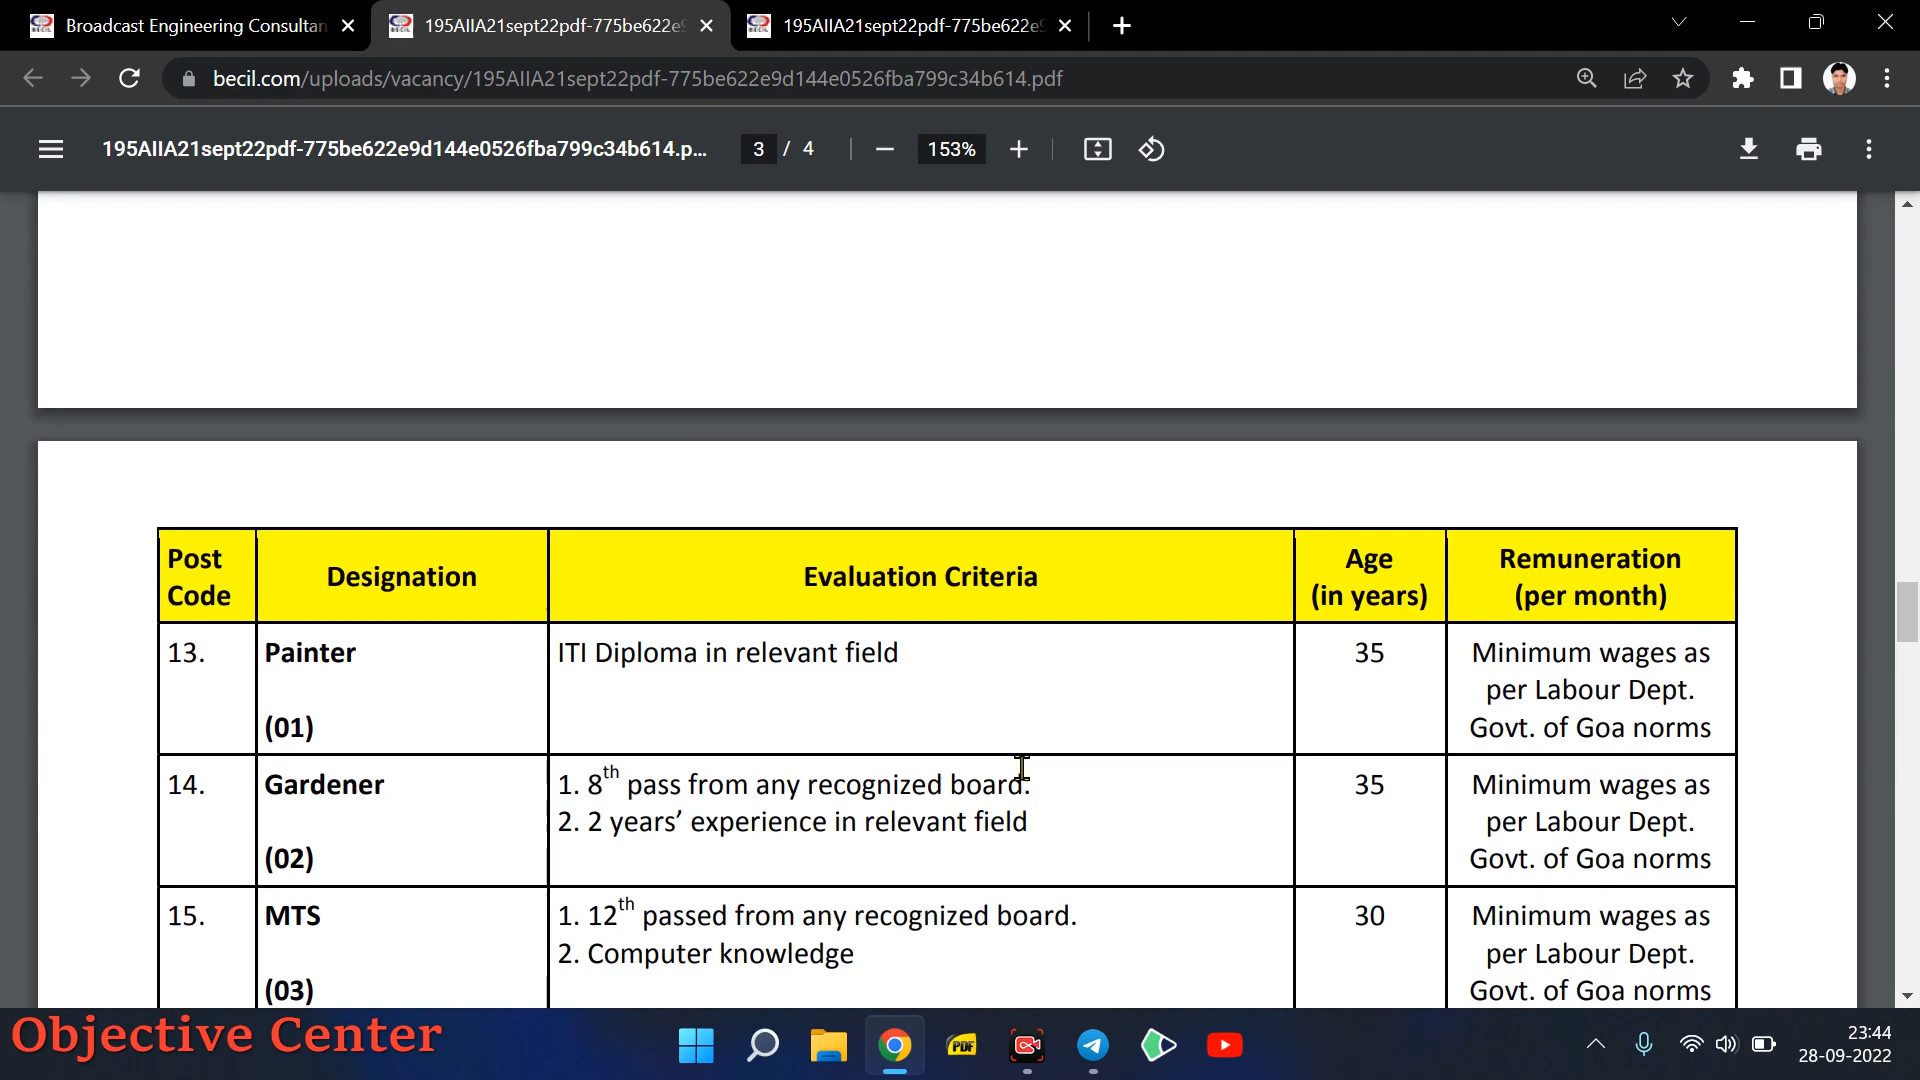 Broadcast Engineering Consultan
195AIIA21sept22pdf-775be622e9
195AIIA21sept22pdf-775be622e9
becil.com/uploads/vacancy/195AIIA21sept22pdf-775be622e9d144e0526fba799c34b614.pdf
195AIIA21sept22pdf-775be622e9d144e0526fba799c34b614.p...
3 / 4
153%
Post Code
Designation
Evaluation Criteria
Age (in years)
Remuneration (per month)
13.
Painter
(01)
ITI Diploma in relevant field
35
Minimum wages as
per Labour Dept.
Govt. of Goa norms
14.
Gardener
(02)
1. 8th pass from any recognized board.
2. 2 years’ experience in relevant field
35
Minimum wages as
per Labour Dept.
Govt. of Goa norms
15.
MTS
(03)
1. 12th passed from any recognized board.
2. Computer knowledge
30
Minimum wages as
per Labour Dept.
Govt. of Goa norms
Objective Center
PDF
23:44
28-09-2022